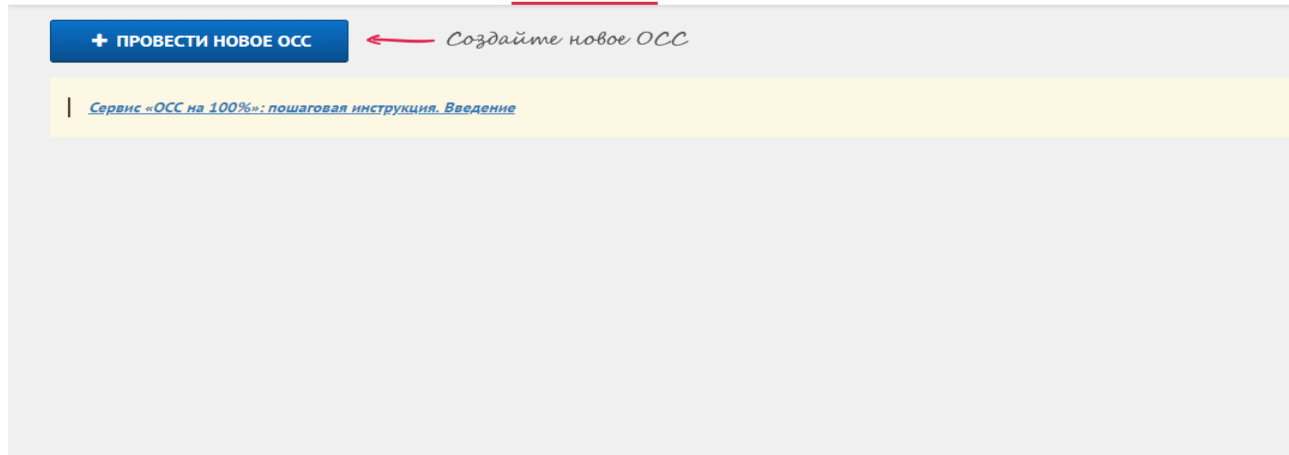 + ПРОВЕСТИ НОВОЕ ОСС
Создайте новое ОСС
Сервис «ОСС на 100%»: пошаговая инструкция. Введение